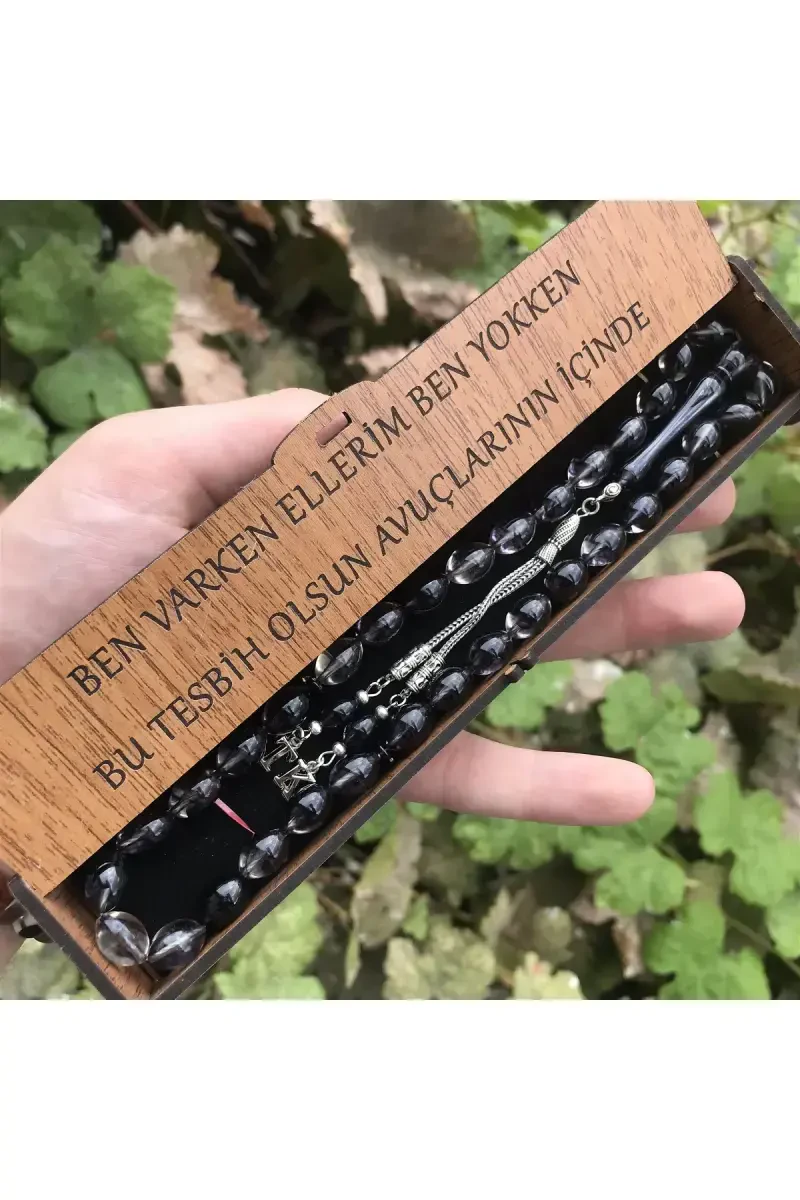 BEN VARKEN ELLERİM BEN YOKKEN
BU TESBİH OLSUN AVUÇLARININ İÇİNDE